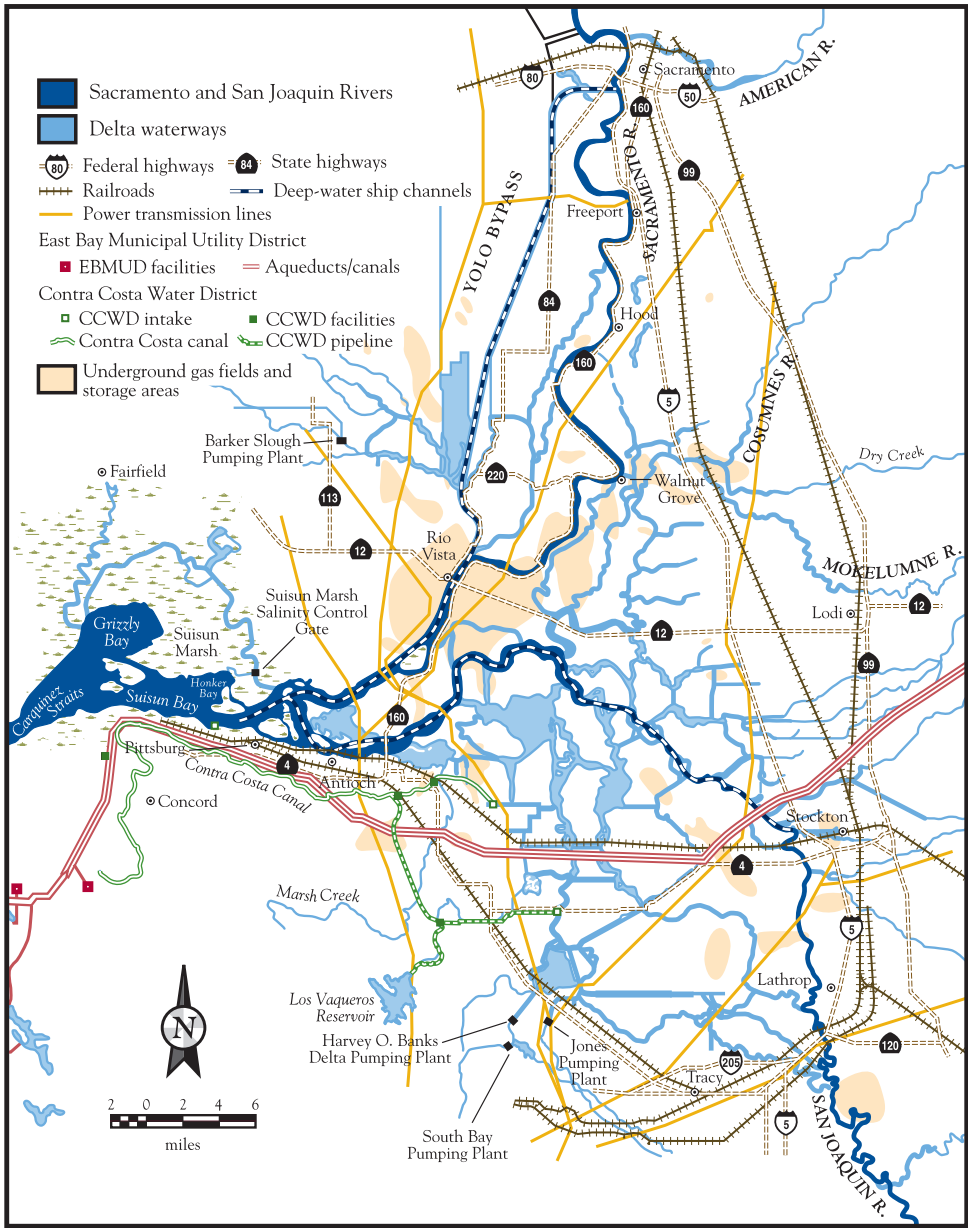 Sacramento and San Joaquin Rivers
Delta waterways
80 Federal highways
84 State highways
Railroads
Deep-water ship channels
Power transmission lines
East Bay Municipal Utility District
EBMUD facilities
Aqueducts/canals
Contra Costa Water District
CCWD intake
CCWD facilities
Contra Costa canal
CCWD pipeline
Underground gas fields and
storage areas
80
Sacramento
AMERICAN R.
50
160
SACRAMENTO R.
99
YOLO BYPASS
Freeport
84
Hood
160
5
COSUMNES R.
Barker Slough
Pumping Plant
Fairfield
Dry Creek
220
Walnut
Grove
113
12
Rio
Vista
MOKELUMNE R.
Suisun Marsh
Salinity Control
Gate
Lodi
12
Grizzly
Bay
Suisun
Marsh
12
99
Honker
Bay
Suisun Bay
Carquinez
Straits
160
Pittsburg
4
Antioch
Contra Costa Canal
Concord
Stockton
4
Marsh Creek
5
Lathrop
Los Vaqueros
Reservoir
N
Harvey O. Banks
Delta Pumping Plant
Jones
Pumping
Plant
205
120
Tracy
5
SAN JOAQUIN R.
2 0 2 4 6
miles
South Bay
Pumping Plant